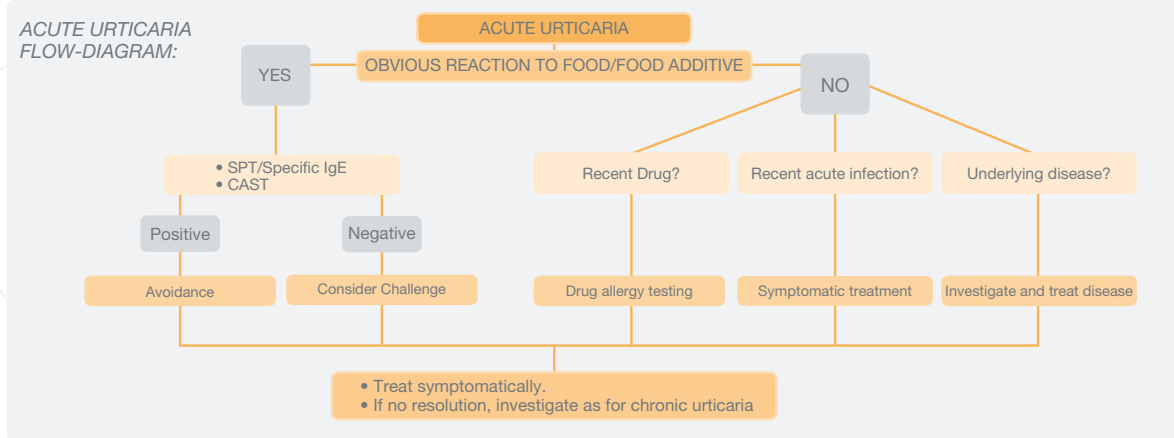 ACUTE URTICARIA
FLOW-DIAGRAM:
ACUTE URTICARIA
OBVIOUS REACTION TO FOOD/FOOD ADDITIVE
YES
NO
• SPT/Specific IgE
• CAST
Recent Drug?
Recent acute infection?
Underlying disease?
Positive
Negative
Avoidance
Consider Challenge
Drug allergy testing
Symptomatic treatment
Investigate and treat disease
• Treat symptomatically.
• If no resolution, investigate as for chronic urticaria